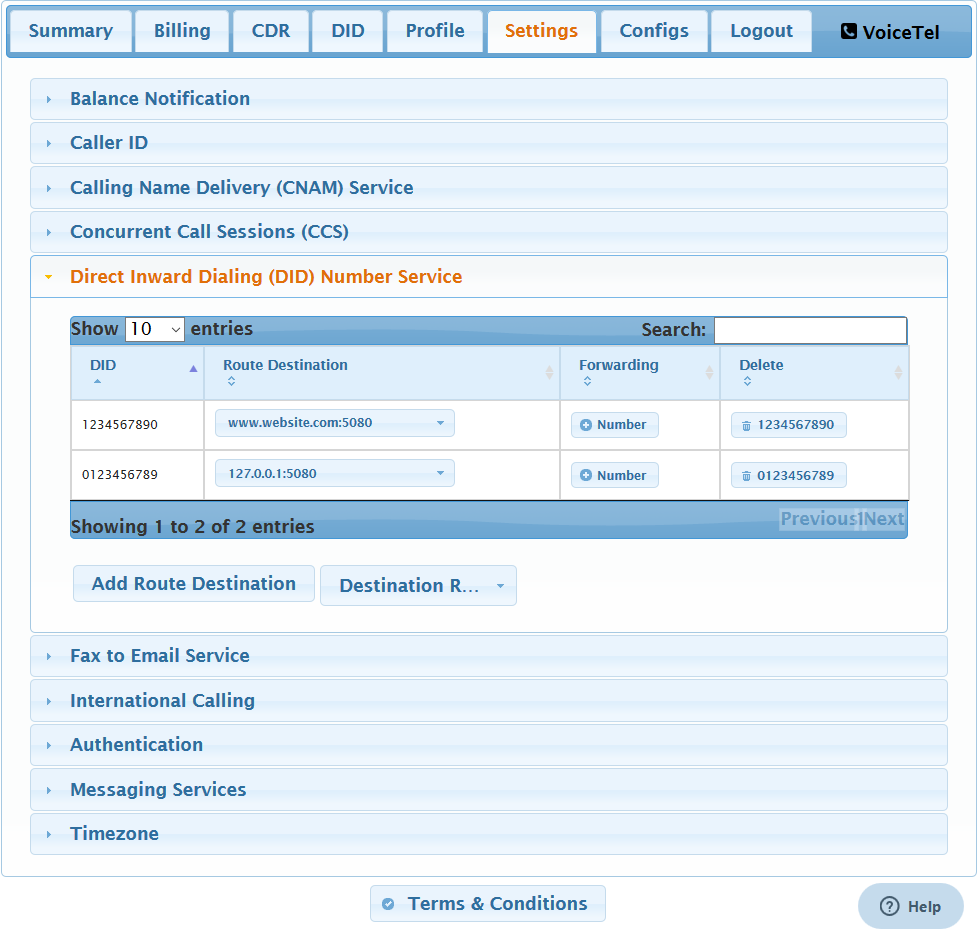 Summary Billing CDR DID Profile Settings Configs Logout VoiceTel
Balance Notification
Caller ID
Calling Name Delivery (CNAM) Service
Concurrent Call Sessions (CCS)
Direct Inward Dialing (DID) Number Service
Show 10 entries Search:
DID Route Destination Forwarding Delete
1234567890 www.website.com:5080 Number 1234567890
0123456789 127.0.0.1:5080 Number 0123456789
Showing 1 to 2 of 2 entries Previous 1 Next
Add Route Destination Destination R...
Fax to Email Service
International Calling
Authentication
Messaging Services
Timezone
Terms & Conditions Help